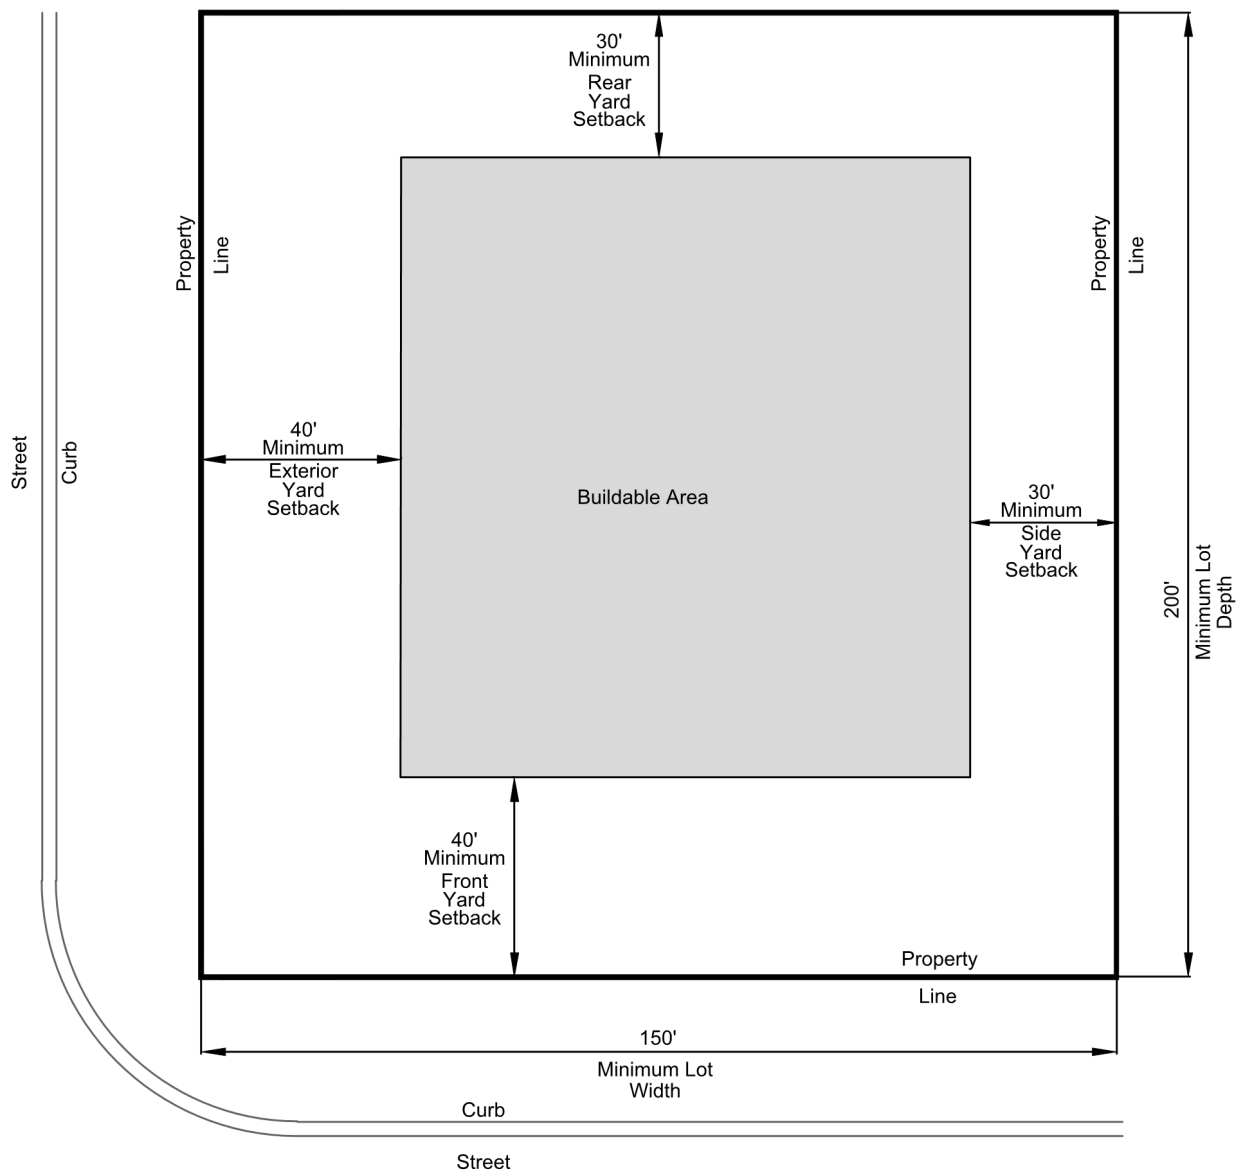 30'
Minimum
Rear
Yard
Setback
Property
Line
Property
Line
Street
Curb
40'
Minimum
Exterior
Yard
Setback
Buildable Area
30'
Minimum
Side
Yard
Setback
200'
Minimum Lot
Depth
40'
Minimum
Front
Yard
Setback
Property
Line
150'
Minimum Lot
Width
Curb
Street